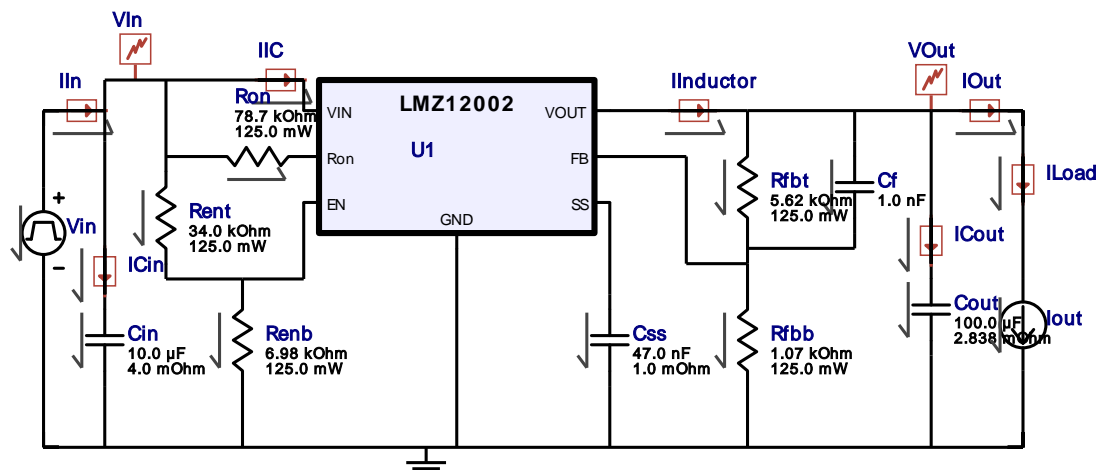 VIn
IIn
IIC
Ron
78.7 kOhm
125.0 mW
LMZ12002
U1
VIN
Ron
EN
GND
VOUT
FB
SS
IInductor
VOut
IOut
ILoad
Rfbt
5.62 kOhm
125.0 mW
Cf
1.0 nF
Rent
34.0 kOhm
125.0 mW
+
Vin
−
ICin
ICout
Cin
10.0 µF
4.0 mOhm
Renb
6.98 kOhm
125.0 mW
Css
47.0 nF
1.0 mOhm
Rfbb
1.07 kOhm
125.0 mW
Cout
100.0 µF
2.838 mOhm
Iout